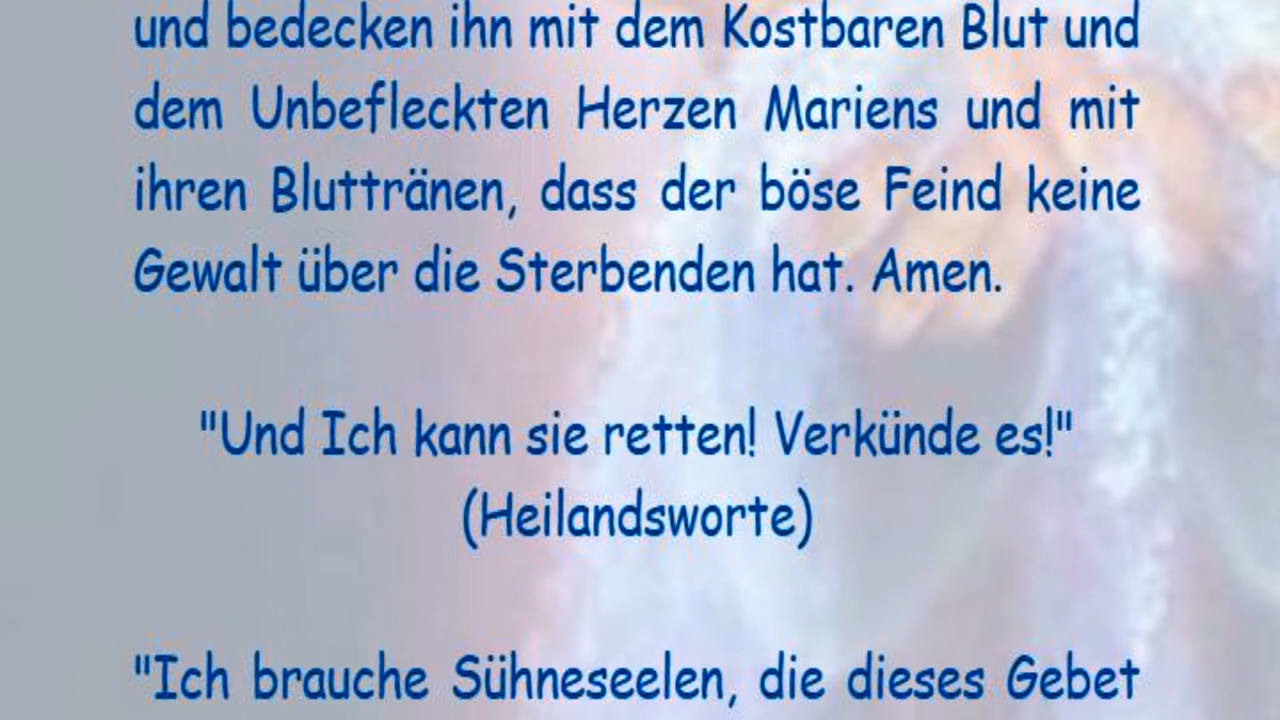 und bedecken ihn mit dem Kostbaren Blut und
dem Unbefleckten Herzen Mariens und mit
ihren Bluttränen, dass der böse Feind keine
Gewalt über die Sterbenden hat. Amen.
"Und Ich kann sie retten! Verkünde es!"
(Heilandsworte)
"Ich brauche Sühneseelen, die dieses Gebet